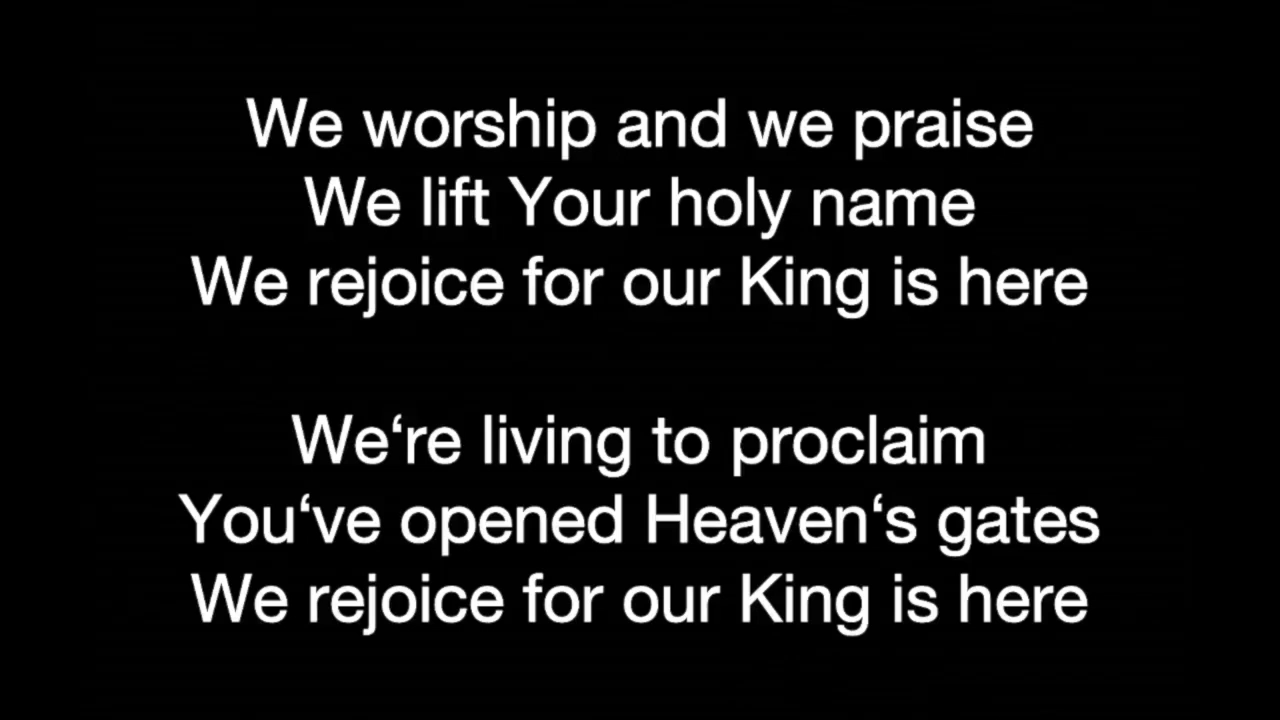 We worship and we praise
We lift Your holy name
We rejoice for our King is here
We‘re living to proclaim
You‘ve opened Heaven‘s gates
We rejoice for our King is here